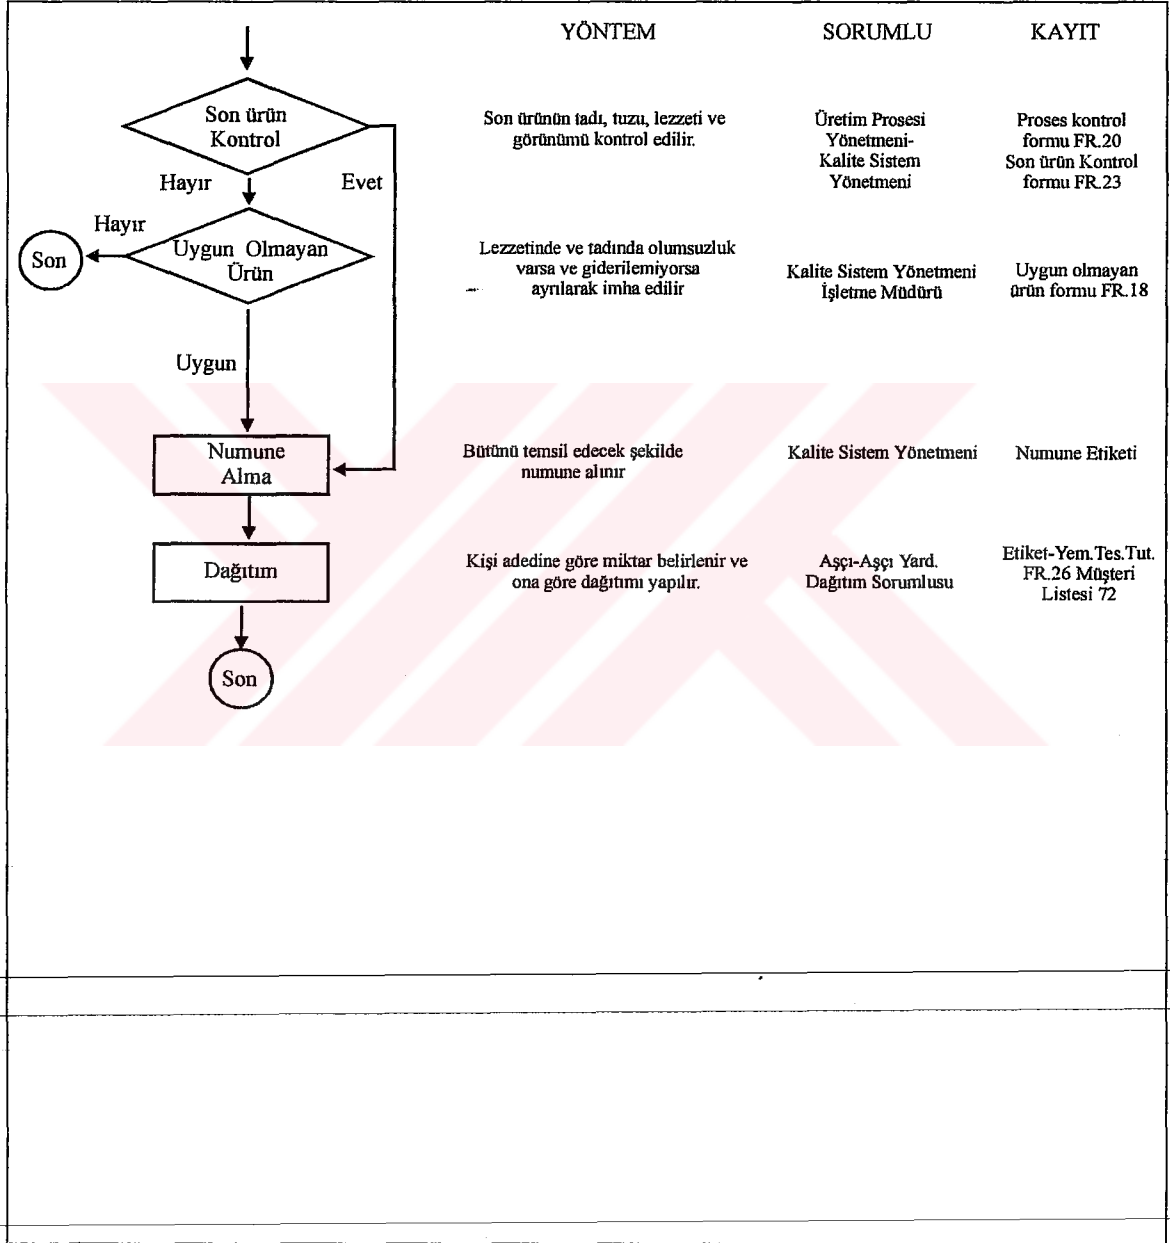 YÖNTEM SORUMLU KAYIT
Son ürün
Kontrol
Son ürünün tadı, tuzu, lezzeti ve
görünümü kontrol edilir.
Üretim Prosesi
Yönetmeni-
Kalite Sistem
Yönetmeni
Proses kontrol
formu FR.20
Son ürün Kontrol
formu FR.23
Hayır
Evet
Hayır
Son
Uygun Olmayan
Ürün
Lezzetinde ve tadında olumsuzluk
varsa ve giderilemiyorsa
ayrılarak imha edilir
Kalite Sistem Yönetmeni
İşletme Müdürü
Uygun olmayan
ürün formu FR.18
Uygun
Numune
Alma
Bütünü temsil edecek şekilde
numune alınır
Kalite Sistem Yönetmeni
Numune Etiketi
Dağıtım
Kişi adedine göre miktar belirlenir ve
ona göre dağıtımı yapılır.
Aşçı-Aşçı Yard.
Dağıtım Sorumlusu
Etiket-Yem.Tes.Tut.
FR.26 Müşteri
Listesi 72
Son